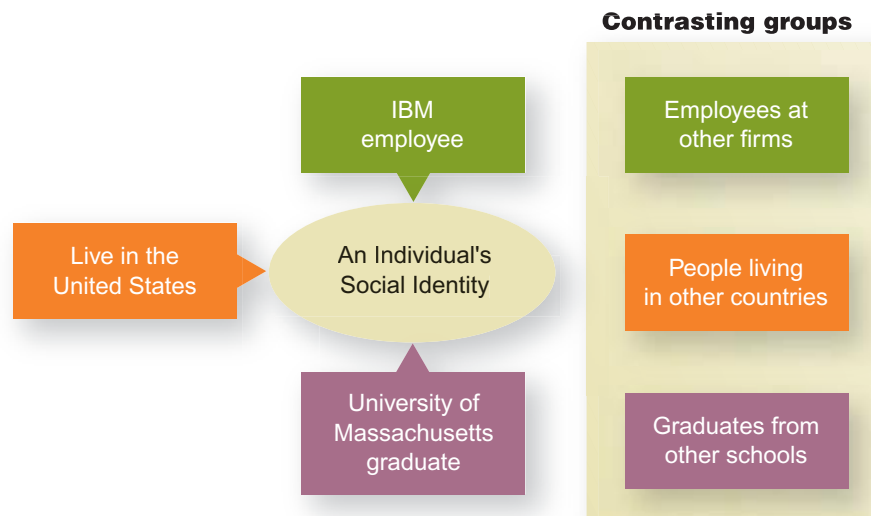 Contrasting groups
IBM
employee
Employees at
other firms
Live in the
United States
An Individual's
Social Identity
People living
in other countries
University of
Massachusetts
graduate
Graduates from
other schools